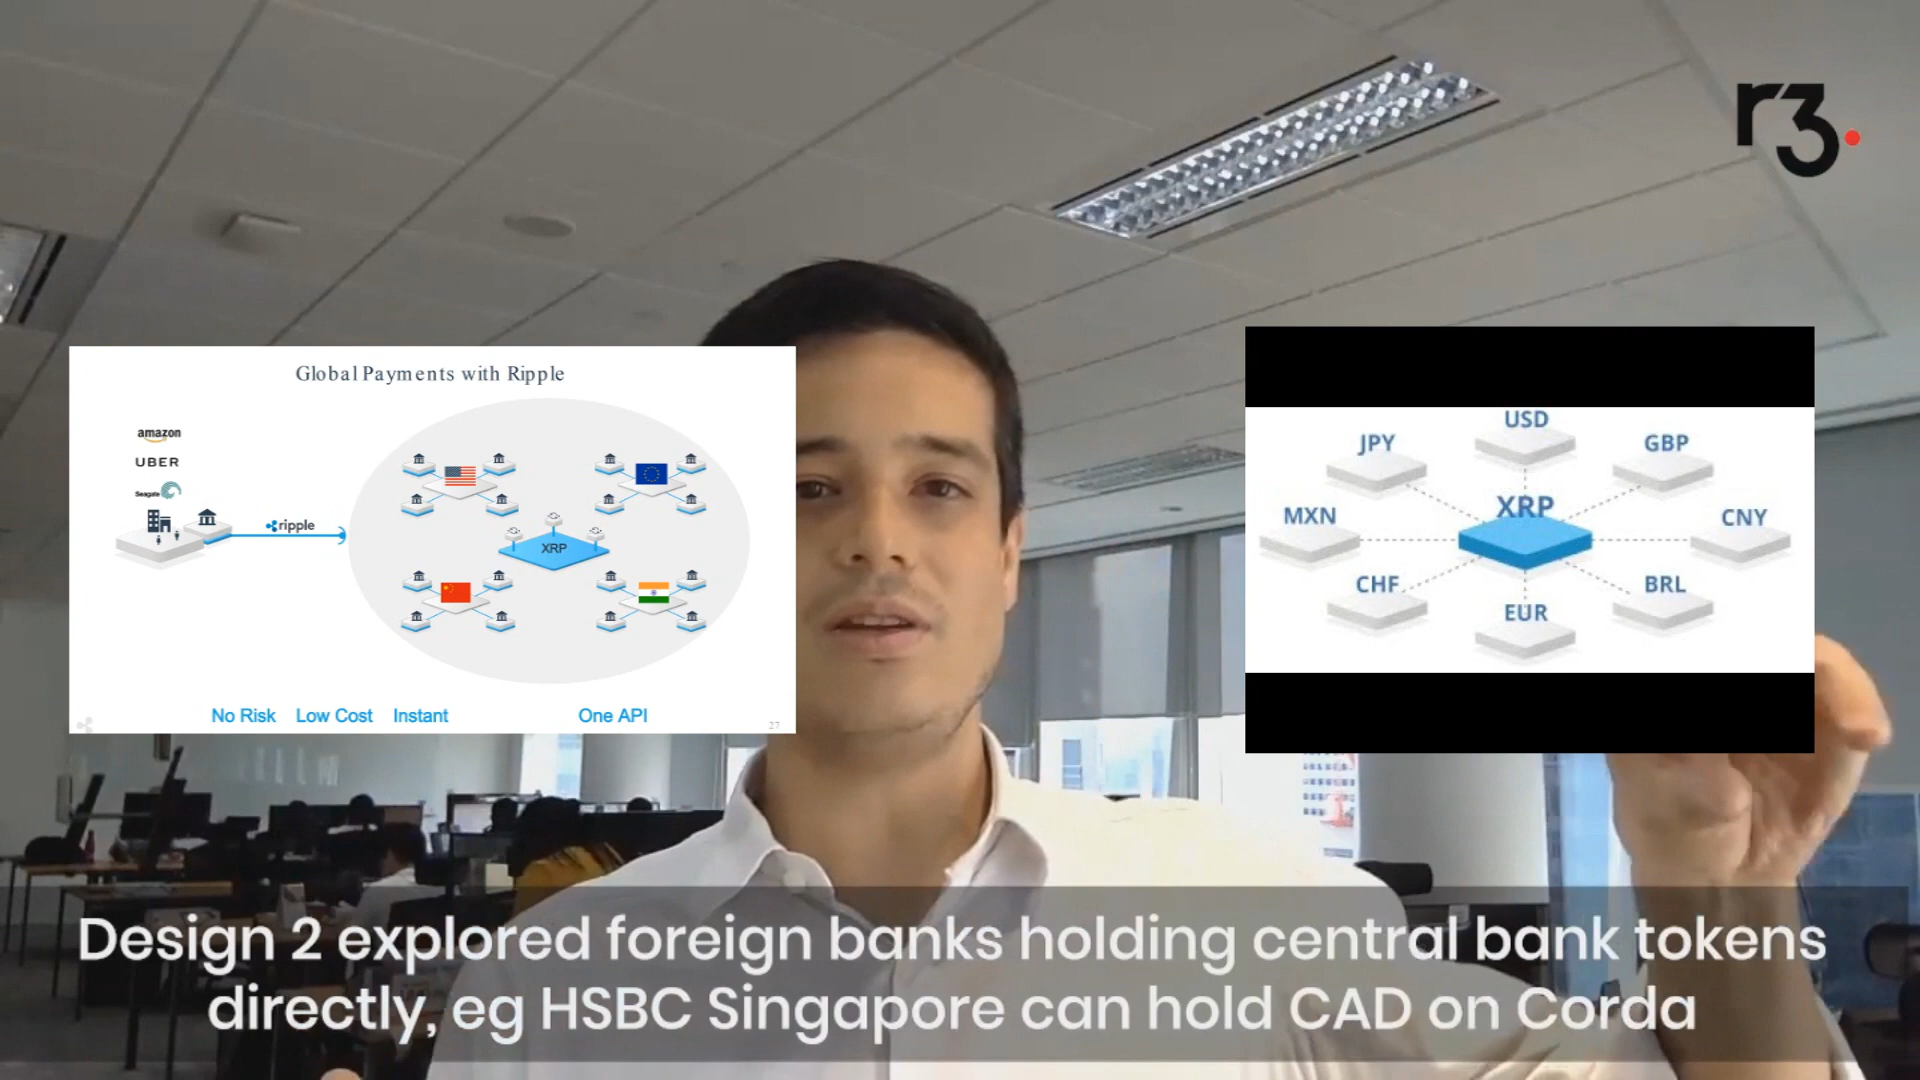 r3.
Global Payments with Ripple
amazon
UBER
Seagate
ripple
XRP
No Risk Low Cost Instant One API
27
USD
JPY
GBP
XRP
MXN
CNY
CHF
BRL
EUR
Design 2 explored foreign banks holding central bank tokens
directly, eg HSBC Singapore can hold CAD on Corda